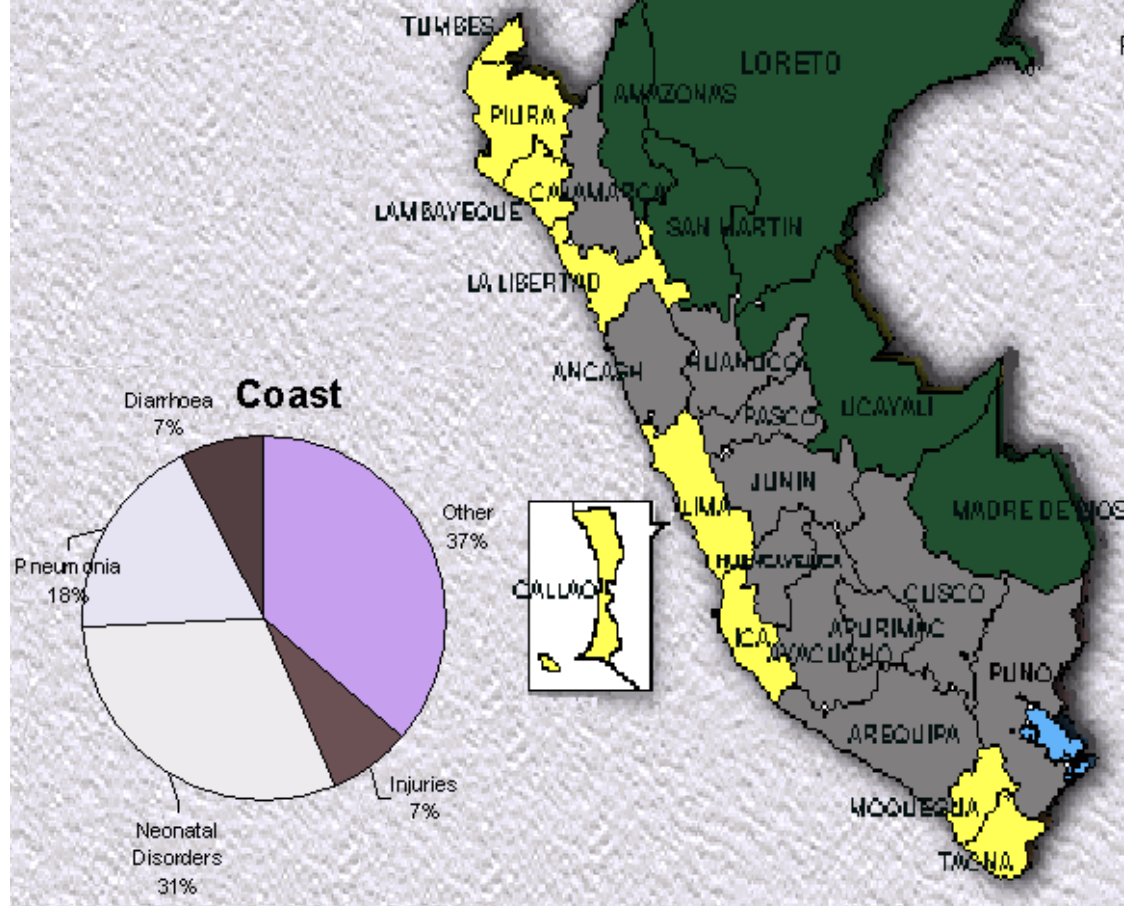 TUMBES
LORETO
AMAZONAS
PIURA
CAJAMARCA
LAMBAYEQUE
SAN MARTIN
LA LIBERTAD
HUANUCO
ANCASH
Diarrhoea
7%
Coast
UCAYALI
PASCO
JUNIN
Other
37%
LIMA
MADRE DE DIOS
Pneumonia
18%
HUANCAVELICA
CALLAO
CUSCO
APURIMAC
ICA
AYACUCHO
PUNO
AREQUIPA
Injuries
7%
MOQUEGUA
Neonatal
Disorders
31%
TACNA